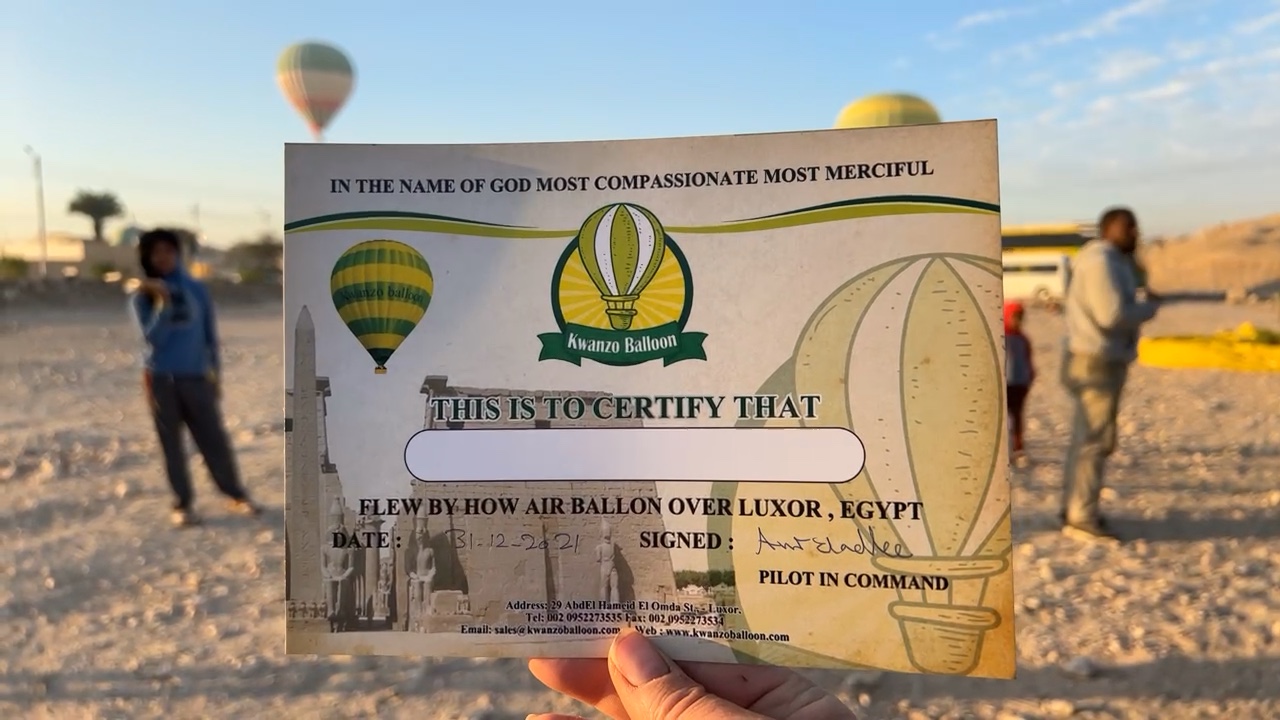 IN THE NAME OF GOD MOST COMPASSIONATE MOST MERCIFUL
Kwanzo balloon
Kwanzo Balloon
THIS IS TO CERTIFY THAT
FLEW BY HOW AIR BALLON OVER LUXOR , EGYPT
DATE : 31-12-2021 SIGNED :
PILOT IN COMMAND
Address: 29 AbdEl Hameid El Omda St. - Luxor.
Tel: 002 0952273535 Fax: 002 0952273534
Email: sales@kwanzoballoon.com Web : www.kwanzoballoon.com